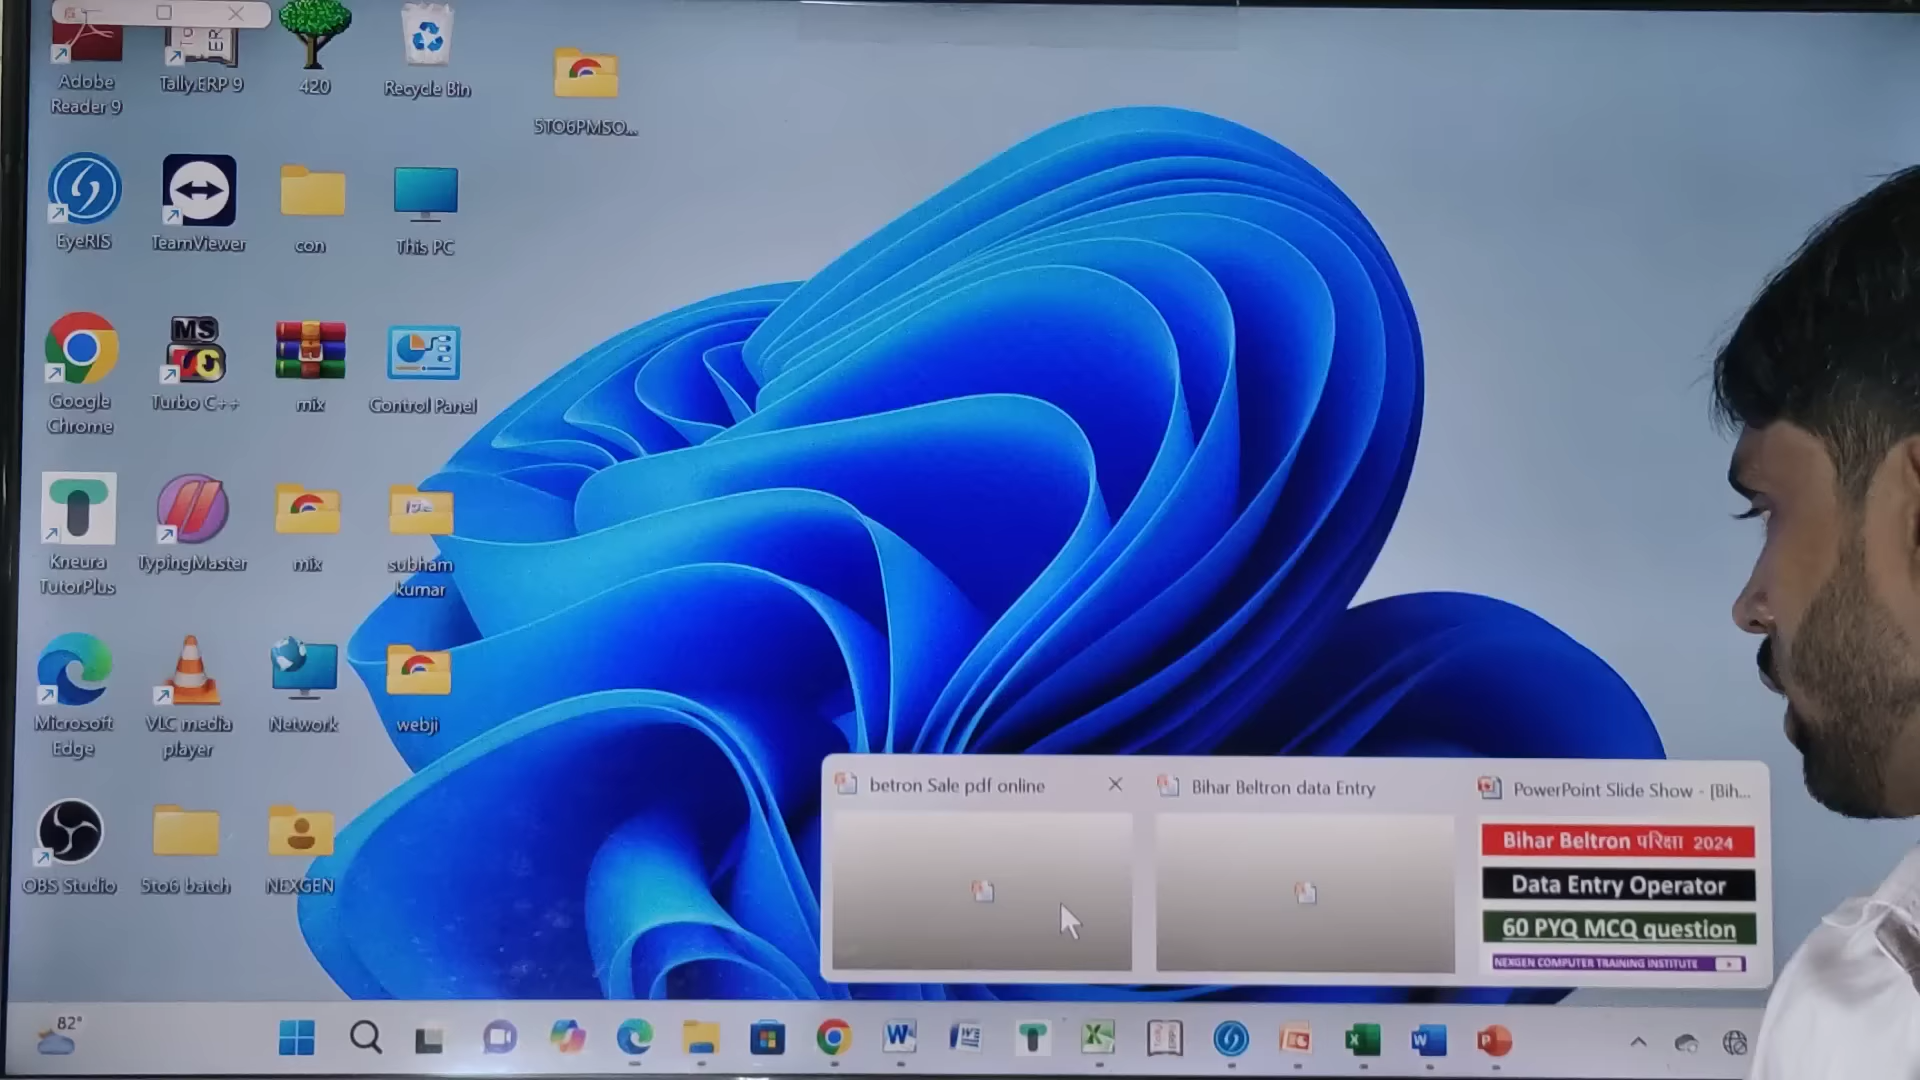 Adobe
Reader 9
Tally.ERP 9
420
Recycle Bin
5TO6PMSO...
EyeRIS
TeamViewer
con
This PC
Google
Chrome
MS
Turbo C++
mix
Control Panel
Kneura
TutorPlus
TypingMaster
mix
subham
kumar
Microsoft
Edge
VLC media
player
Network
webji
OBS Studio
5to6 batch
NEXGEN
betron Sale pdf online
Bihar Beltron data Entry
PowerPoint Slide Show - [Bih...
Bihar Beltron परिक्षा 2024
Data Entry Operator
60 PYQ MCQ question
NEXGEN COMPUTER TRAINING INSTITUTE
82°